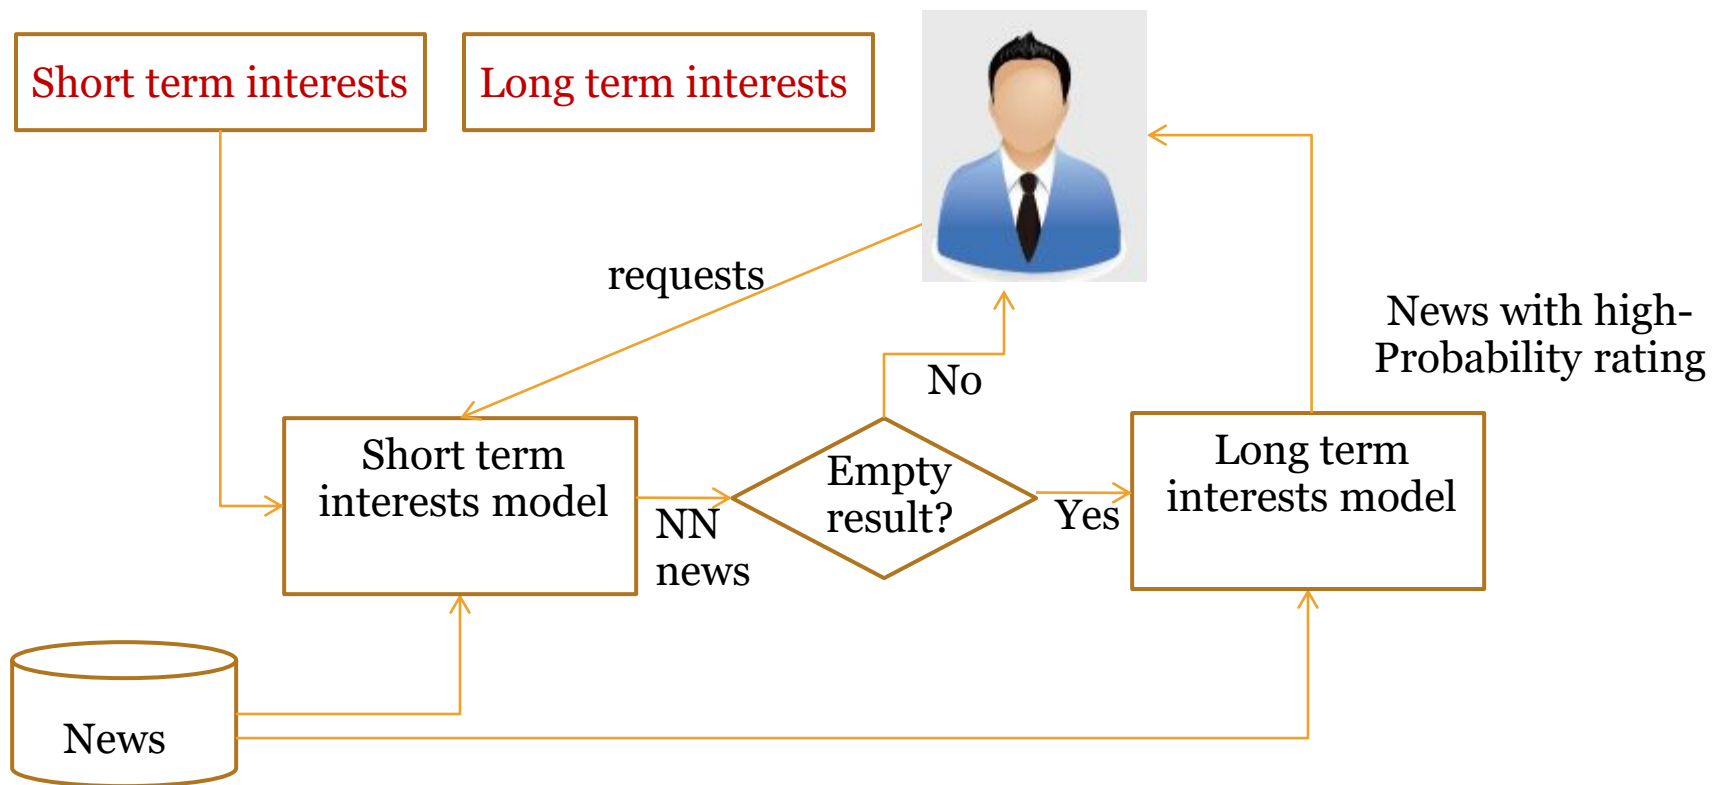 Short term interests
Long term interests
requests
News with high-
Probability rating
No
Short term
interests model
Empty
result?
Long term
interests model
NN
news
Yes
News